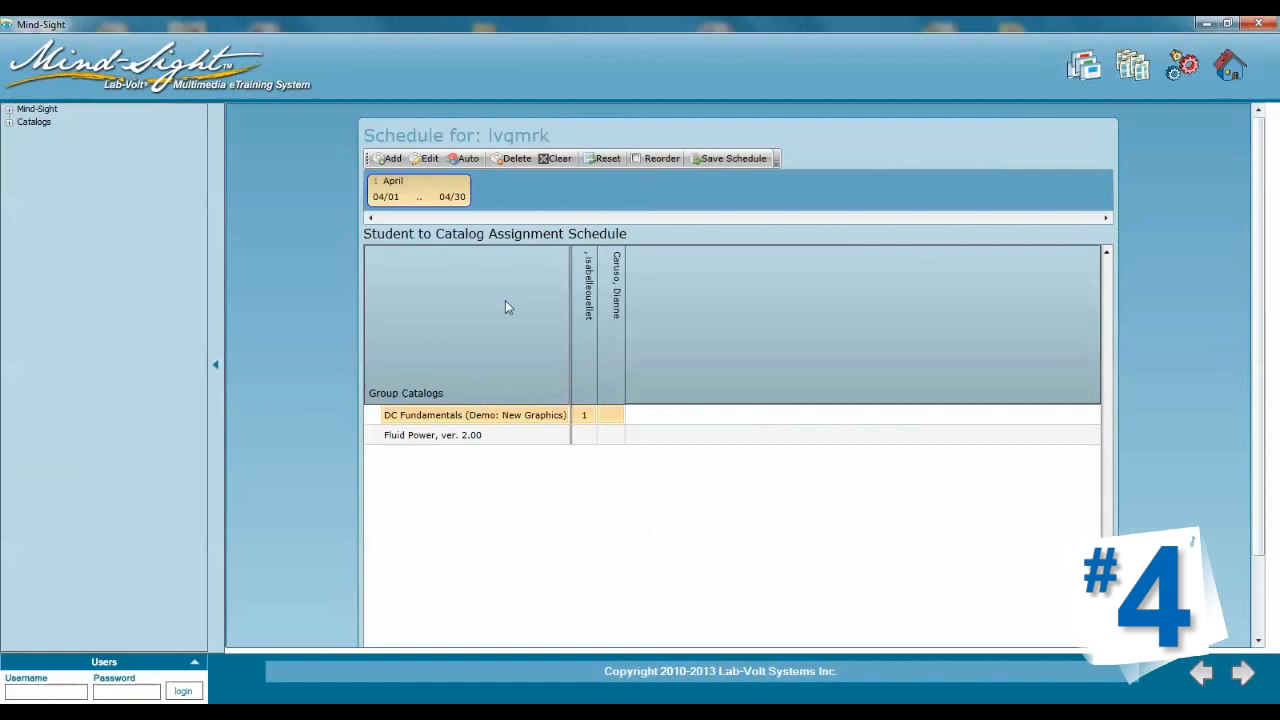 Mind-Sight
Mind-Sight™
Lab-Volt® Multimedia eTraining System
Mind-Sight
Catalogs
Schedule for: lvqmrk
Add Edit Auto Delete Clear Reset Reorder Save Schedule
1 April
04/01 .. 04/30
Student to Catalog Assignment Schedule
, isabelleouellet
Caruso, Dianne
Group Catalogs
DC Fundamentals (Demo: New Graphics) 1
Fluid Power, ver. 2.00
#4
Users
Username Password
login
Copyright 2010-2013 Lab-Volt Systems Inc.